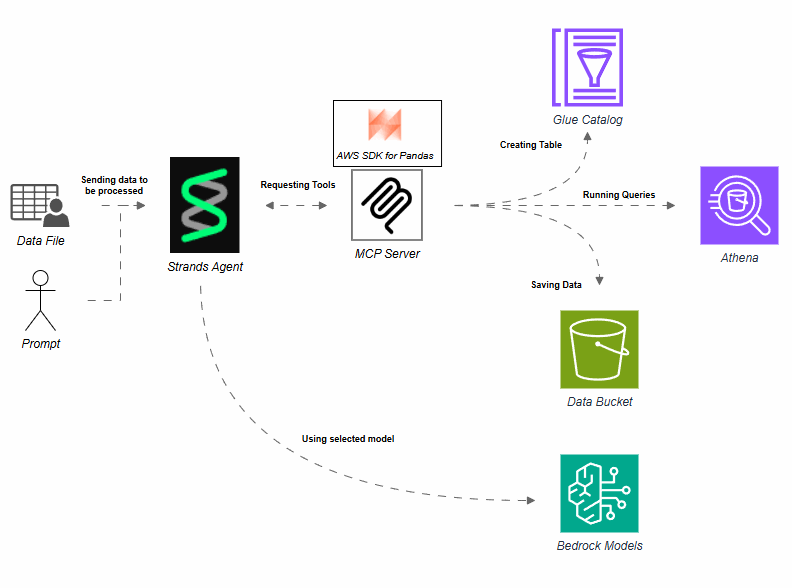 Glue Catalog
Creating Table
AWS SDK for Pandas
Sending data to
be processed
Requesting Tools
Running Queries
Data File
Strands Agent
MCP Server
Athena
Saving Data
Prompt
Data Bucket
Using selected model
Bedrock Models